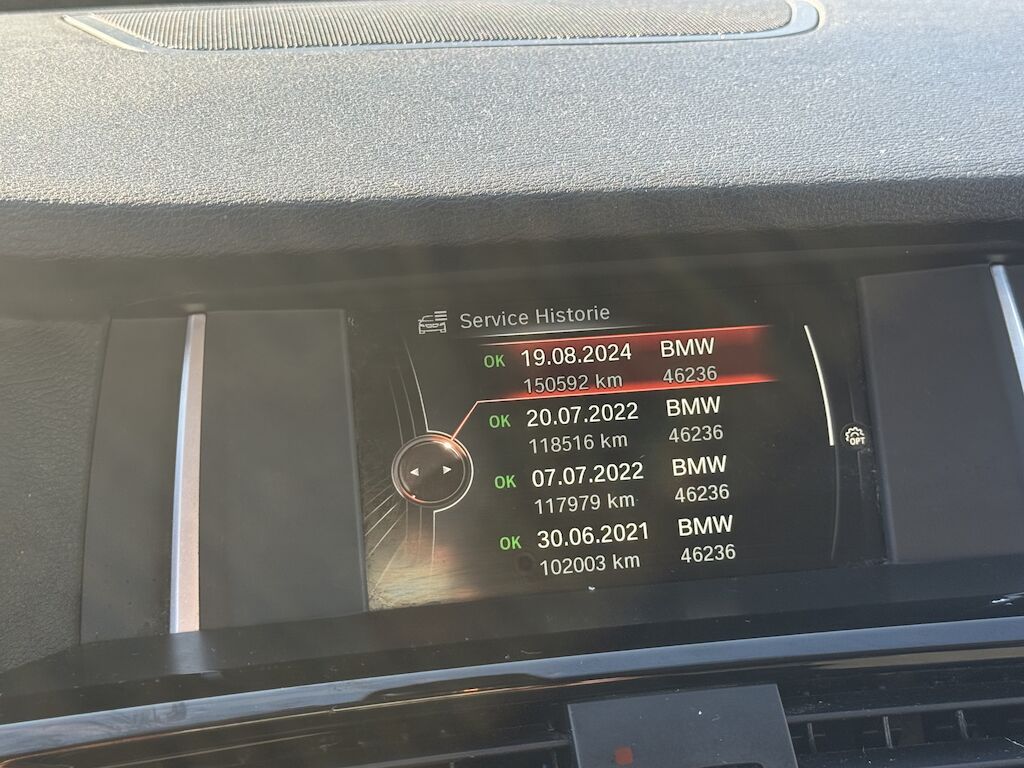 Service Historie
OK 19.08.2024 BMW
150592 km 46236
OK 20.07.2022 BMW
118516 km 46236
OK 07.07.2022 BMW
117979 km 46236
OK 30.06.2021 BMW
102003 km 46236
OPT